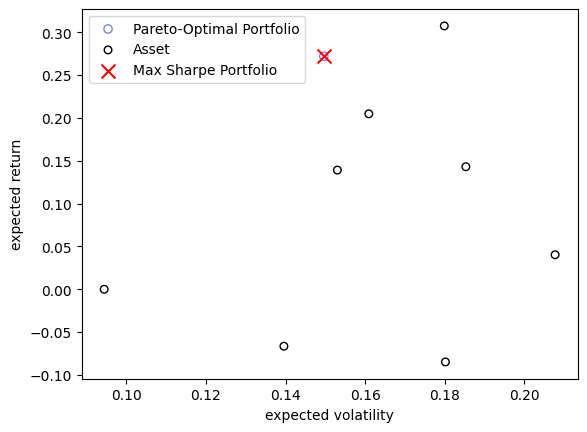 Pareto-Optimal Portfolio
Asset
Max Sharpe Portfolio
expected return
0.30
0.25
0.20
0.15
0.10
0.05
0.00
−0.05
−0.10
0.10 0.12 0.14 0.16 0.18 0.20
expected volatility